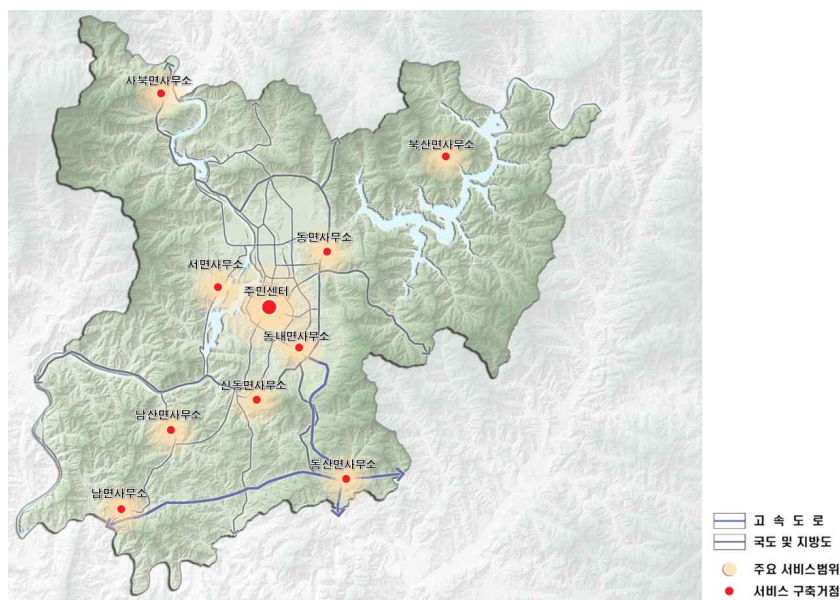 사북면사무소
북산면사무소
동면사무소
서면사무소
주민센터
동내면사무소
신동면사무소
남산면사무소
동산면사무소
남면사무소
고 속 도 로
국도 및 지방도
주요 서비스범위
서비스 구축거점